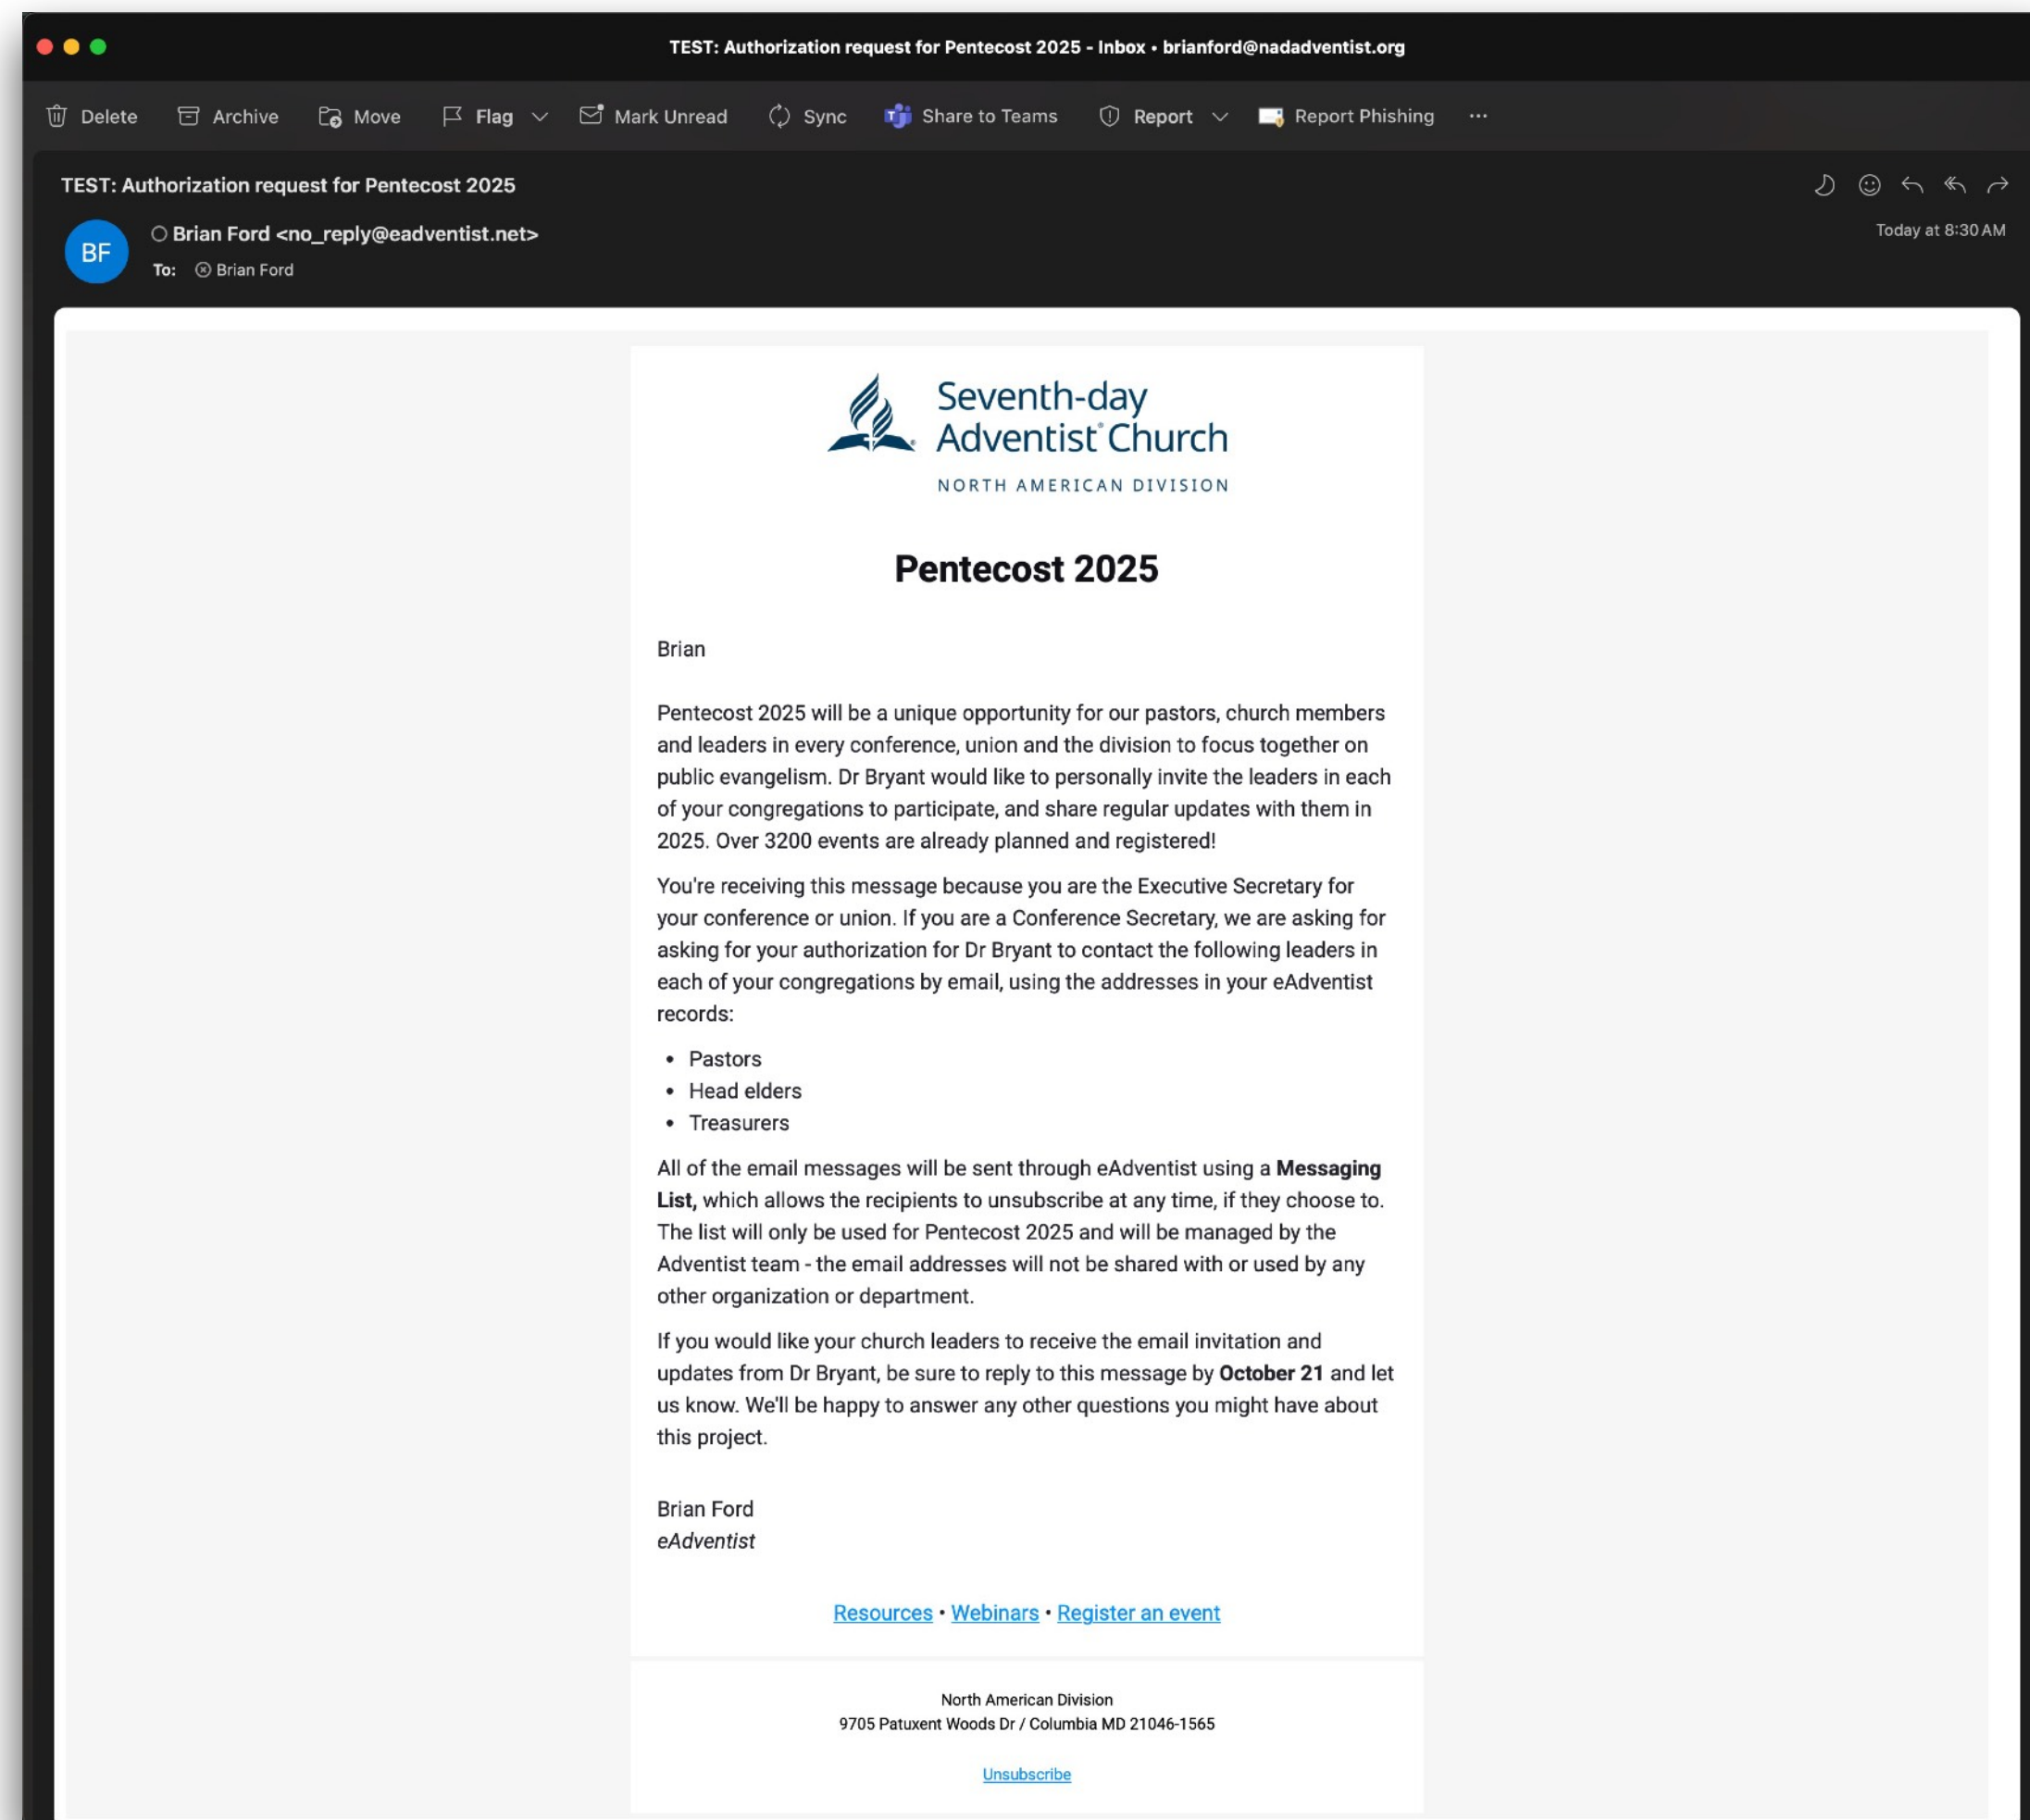 TEST: Authorization request for Pentecost 2025 - Inbox • brianford@nadadventist.org
Delete Archive Move Flag Mark Unread Sync Share to Teams Report Report Phishing ...
TEST: Authorization request for Pentecost 2025
BF
Brian Ford <no_reply@eadventist.net>
Today at 8:30 AM
To: Brian Ford
Seventh-day
Adventist® Church
NORTH AMERICAN DIVISION
Pentecost 2025
Brian
Pentecost 2025 will be a unique opportunity for our pastors, church members
and leaders in every conference, union and the division to focus together on
public evangelism. Dr Bryant would like to personally invite the leaders in each
of your congregations to participate, and share regular updates with them in
2025. Over 3200 events are already planned and registered!
You're receiving this message because you are the Executive Secretary for
your conference or union. If you are a Conference Secretary, we are asking for
asking for your authorization for Dr Bryant to contact the following leaders in
each of your congregations by email, using the addresses in your eAdventist
records:
• Pastors
• Head elders
• Treasurers
All of the email messages will be sent through eAdventist using a Messaging
List, which allows the recipients to unsubscribe at any time, if they choose to.
The list will only be used for Pentecost 2025 and will be managed by the
Adventist team - the email addresses will not be shared with or used by any
other organization or department.
If you would like your church leaders to receive the email invitation and
updates from Dr Bryant, be sure to reply to this message by October 21 and let
us know. We'll be happy to answer any other questions you might have about
this project.
Brian Ford
eAdventist
Resources • Webinars • Register an event
North American Division
9705 Patuxent Woods Dr / Columbia MD 21046-1565
Unsubscribe